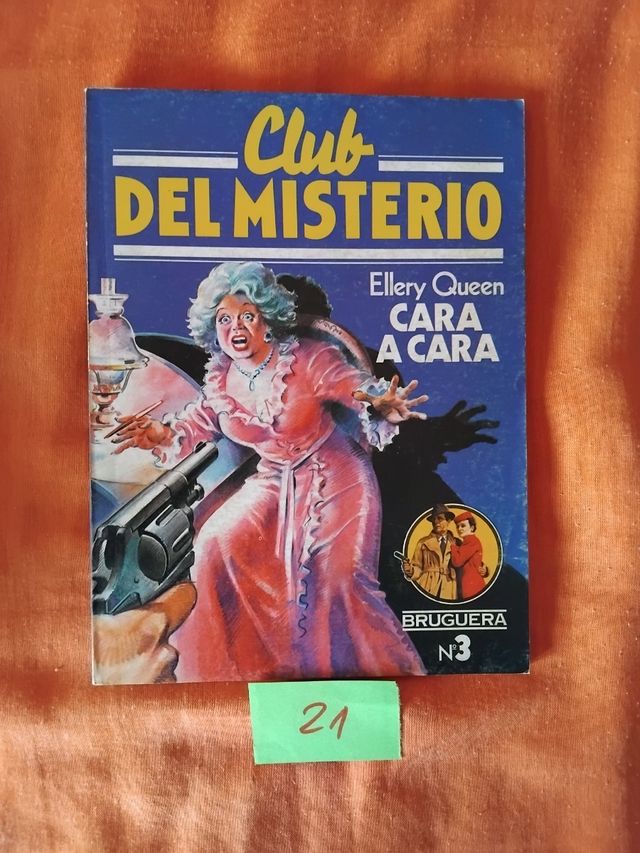 Club
DEL MISTERIO
Ellery Queen
CARA
A CARA
BRUGUERA
Nº3
21